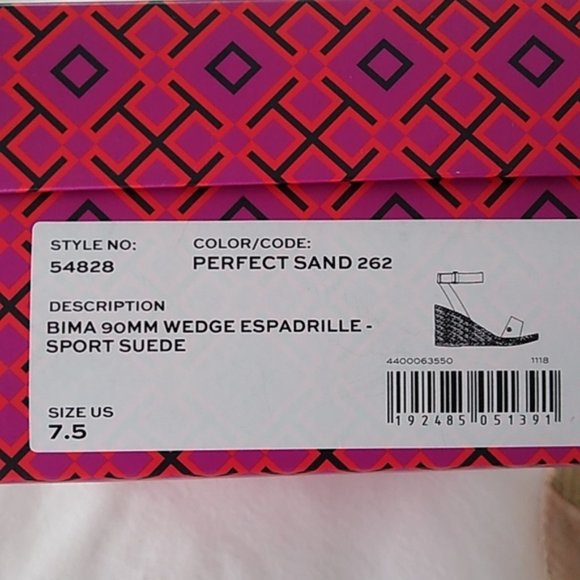 STYLE NO: COLOR/CODE:
54828 PERFECT SAND 262
DESCRIPTION
BIMA 90MM WEDGE ESPADRILLE -
SPORT SUEDE
4400063550 1118
192485 051391
SIZE US
7.5